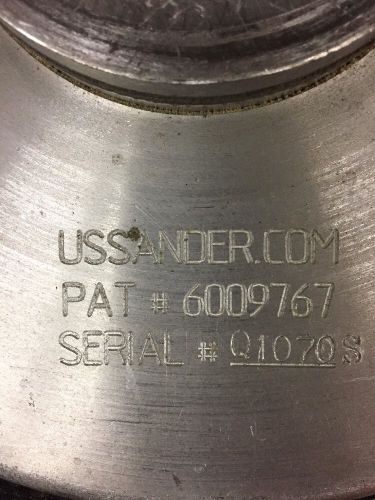 USSANDER.COM
PAT # 6009767
SERIAL # Q1070S